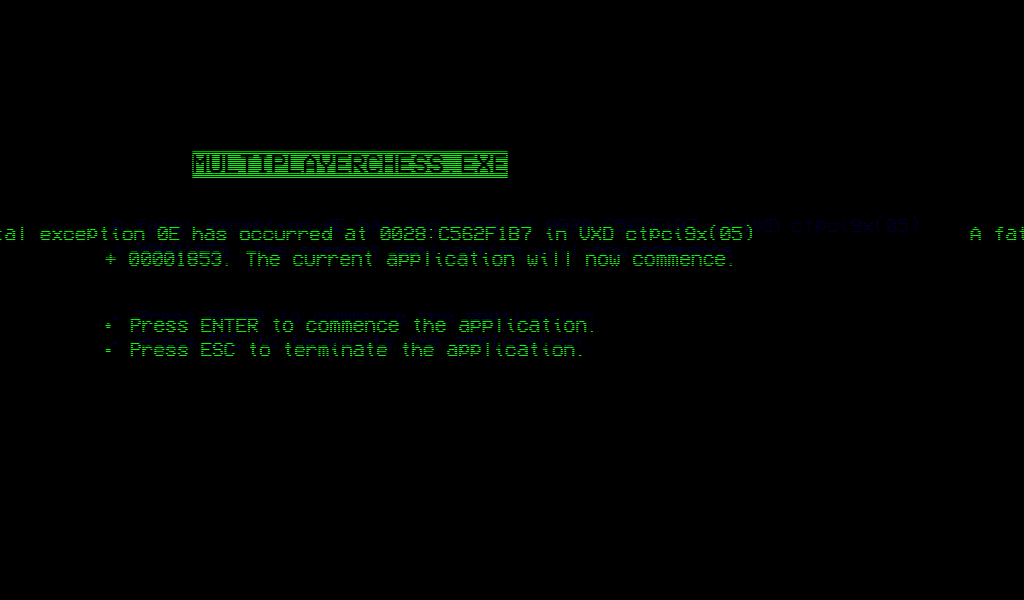 MULTIPLAYERCHESS.EXE
tal exception 0E has occurred at 0028:C562F1B7 in VXD ctpci9x(05) A fat
+ 00001853. The current application will now commence.
• Press ENTER to commence the application.
• Press ESC to terminate the application.